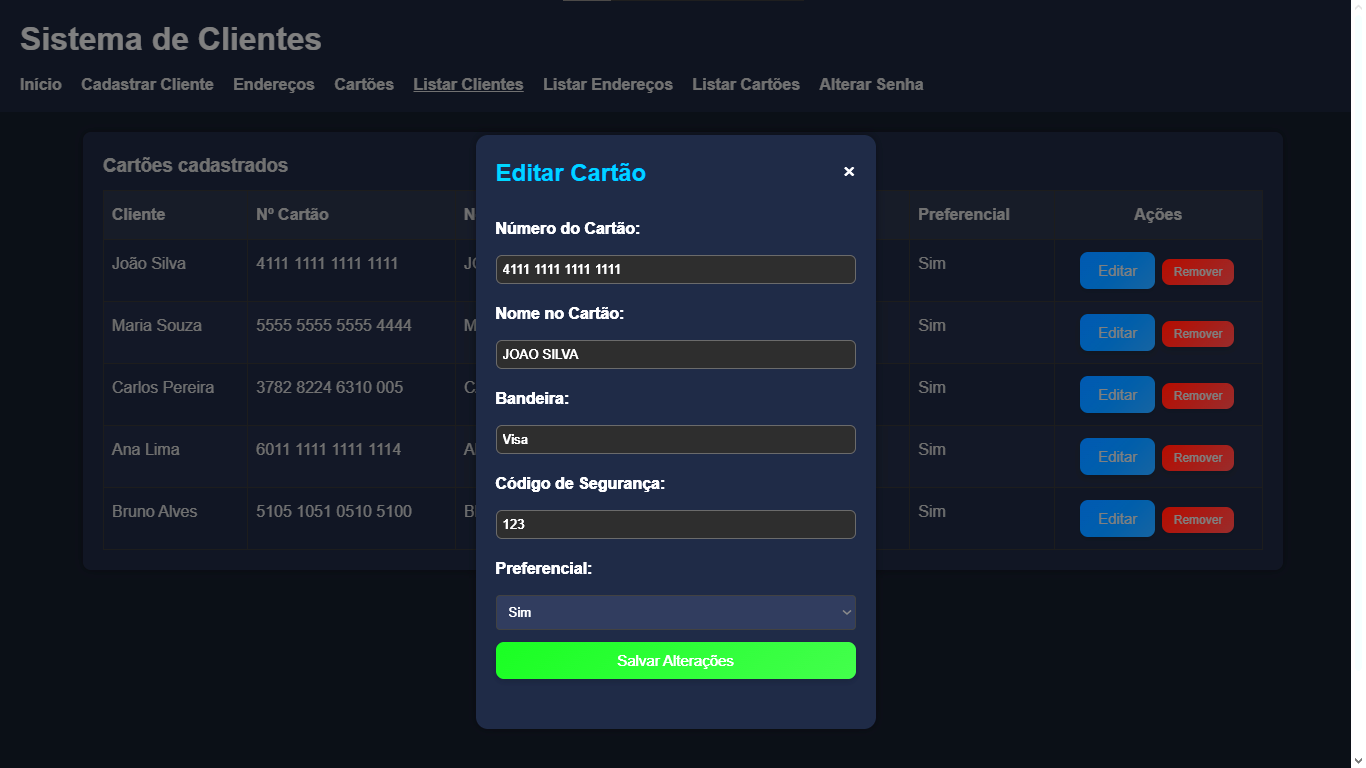 Sistema de Clientes
Início Cadastrar Cliente Endereços Cartões Listar Clientes Listar Endereços Listar Cartões Alterar Senha
Cartões cadastrados
Cliente Nº Cartão Preferencial Ações
João Silva 4111 1111 1111 1111 Sim Editar Remover
Maria Souza 5555 5555 5555 4444 Sim Editar Remover
Carlos Pereira 3782 8224 6310 005 Sim Editar Remover
Ana Lima 6011 1111 1111 1114 Sim Editar Remover
Bruno Alves 5105 1051 0510 5100 Sim Editar Remover
Editar Cartão ×
Número do Cartão:
4111 1111 1111 1111
Nome no Cartão:
JOAO SILVA
Bandeira:
Visa
Código de Segurança:
123
Preferencial:
Sim
Salvar Alterações